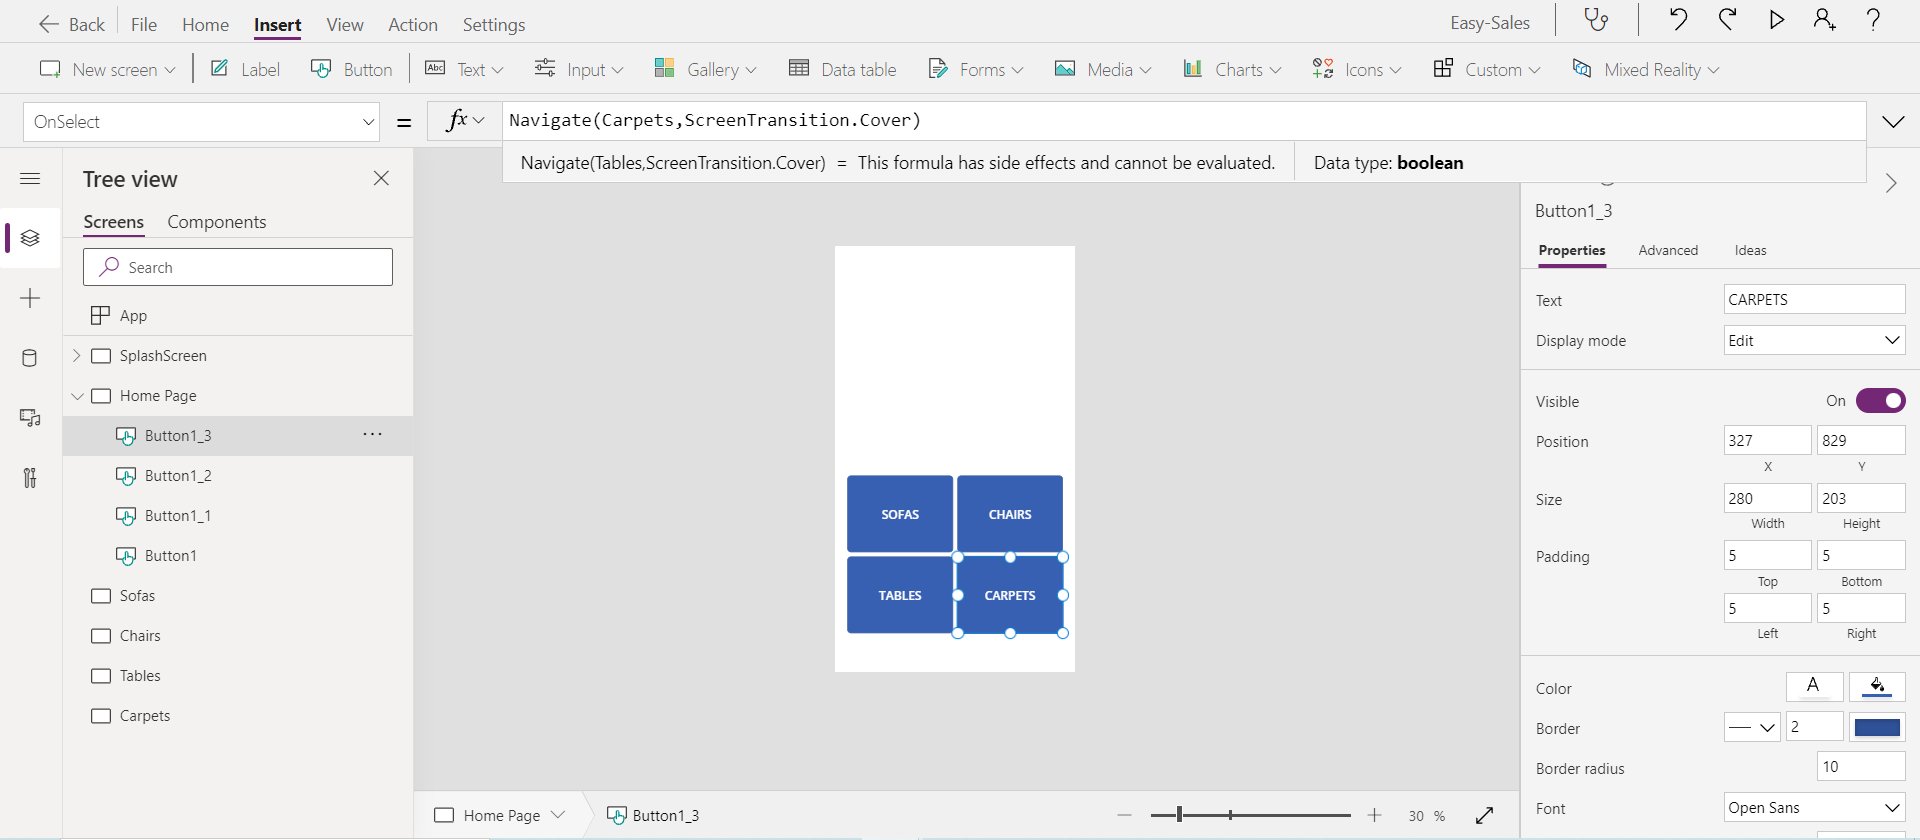 Back File Home Insert View Action Settings Easy-Sales
New screen Label Button Abc Text Input Gallery Data table Forms Media Charts Icons Custom Mixed Reality
OnSelect = fx Navigate(Carpets,ScreenTransition.Cover)
Navigate(Tables,ScreenTransition.Cover) = This formula has side effects and cannot be evaluated. Data type: boolean
Tree view
Screens Components
Search
App
SplashScreen
Home Page
Button1_3 ...
Button1_2
Button1_1
Button1
Sofas
Chairs
Tables
Carpets
SOFAS CHAIRS
TABLES CARPETS
Home Page Button1_3 30 %
Button1_3
Properties Advanced Ideas
Text CARPETS
Display mode Edit
Visible On
Position 327 829
X Y
Size 280 203
Width Height
Padding 5 5
Top Bottom
5 5
Left Right
Color A
Border 2
Border radius 10
Font Open Sans